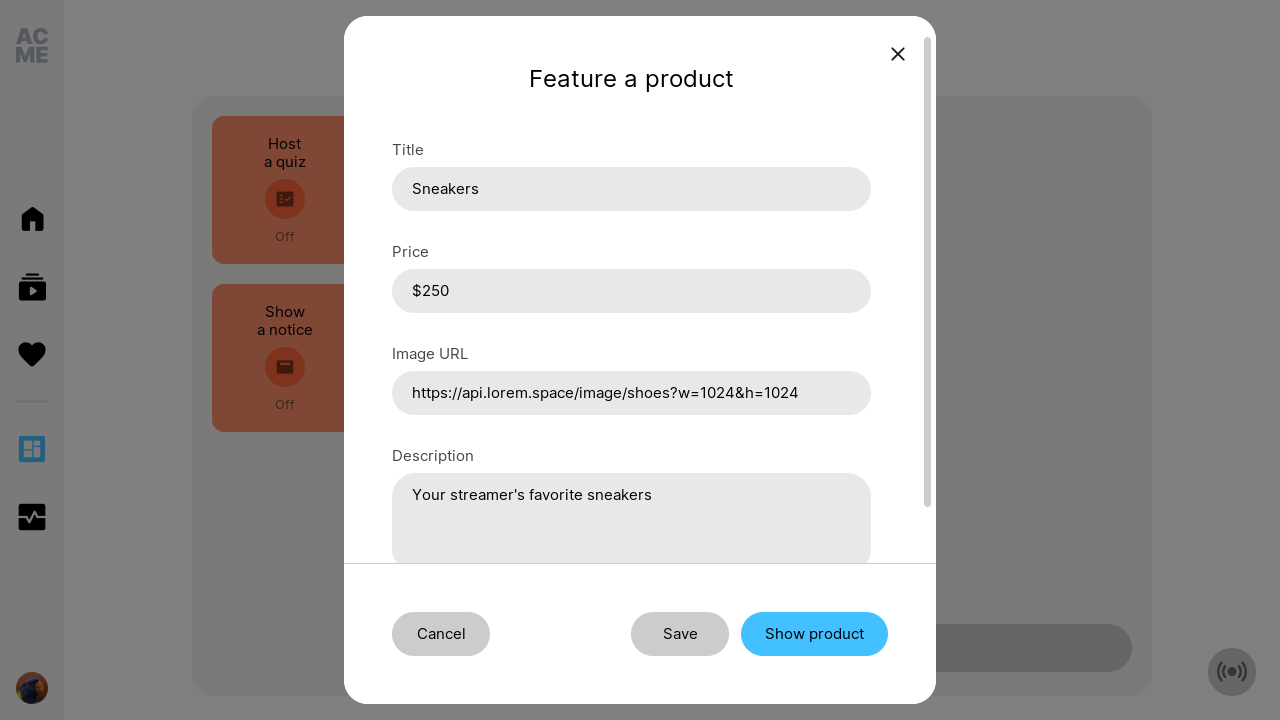 AC
ME
Host
a quiz
Off
Show
a notice
Off
Feature a product
Title
Sneakers
Price
$250
Image URL
https://api.lorem.space/image/shoes?w=1024&h=1024
Description
Your streamer's favorite sneakers
Cancel
Save
Show product